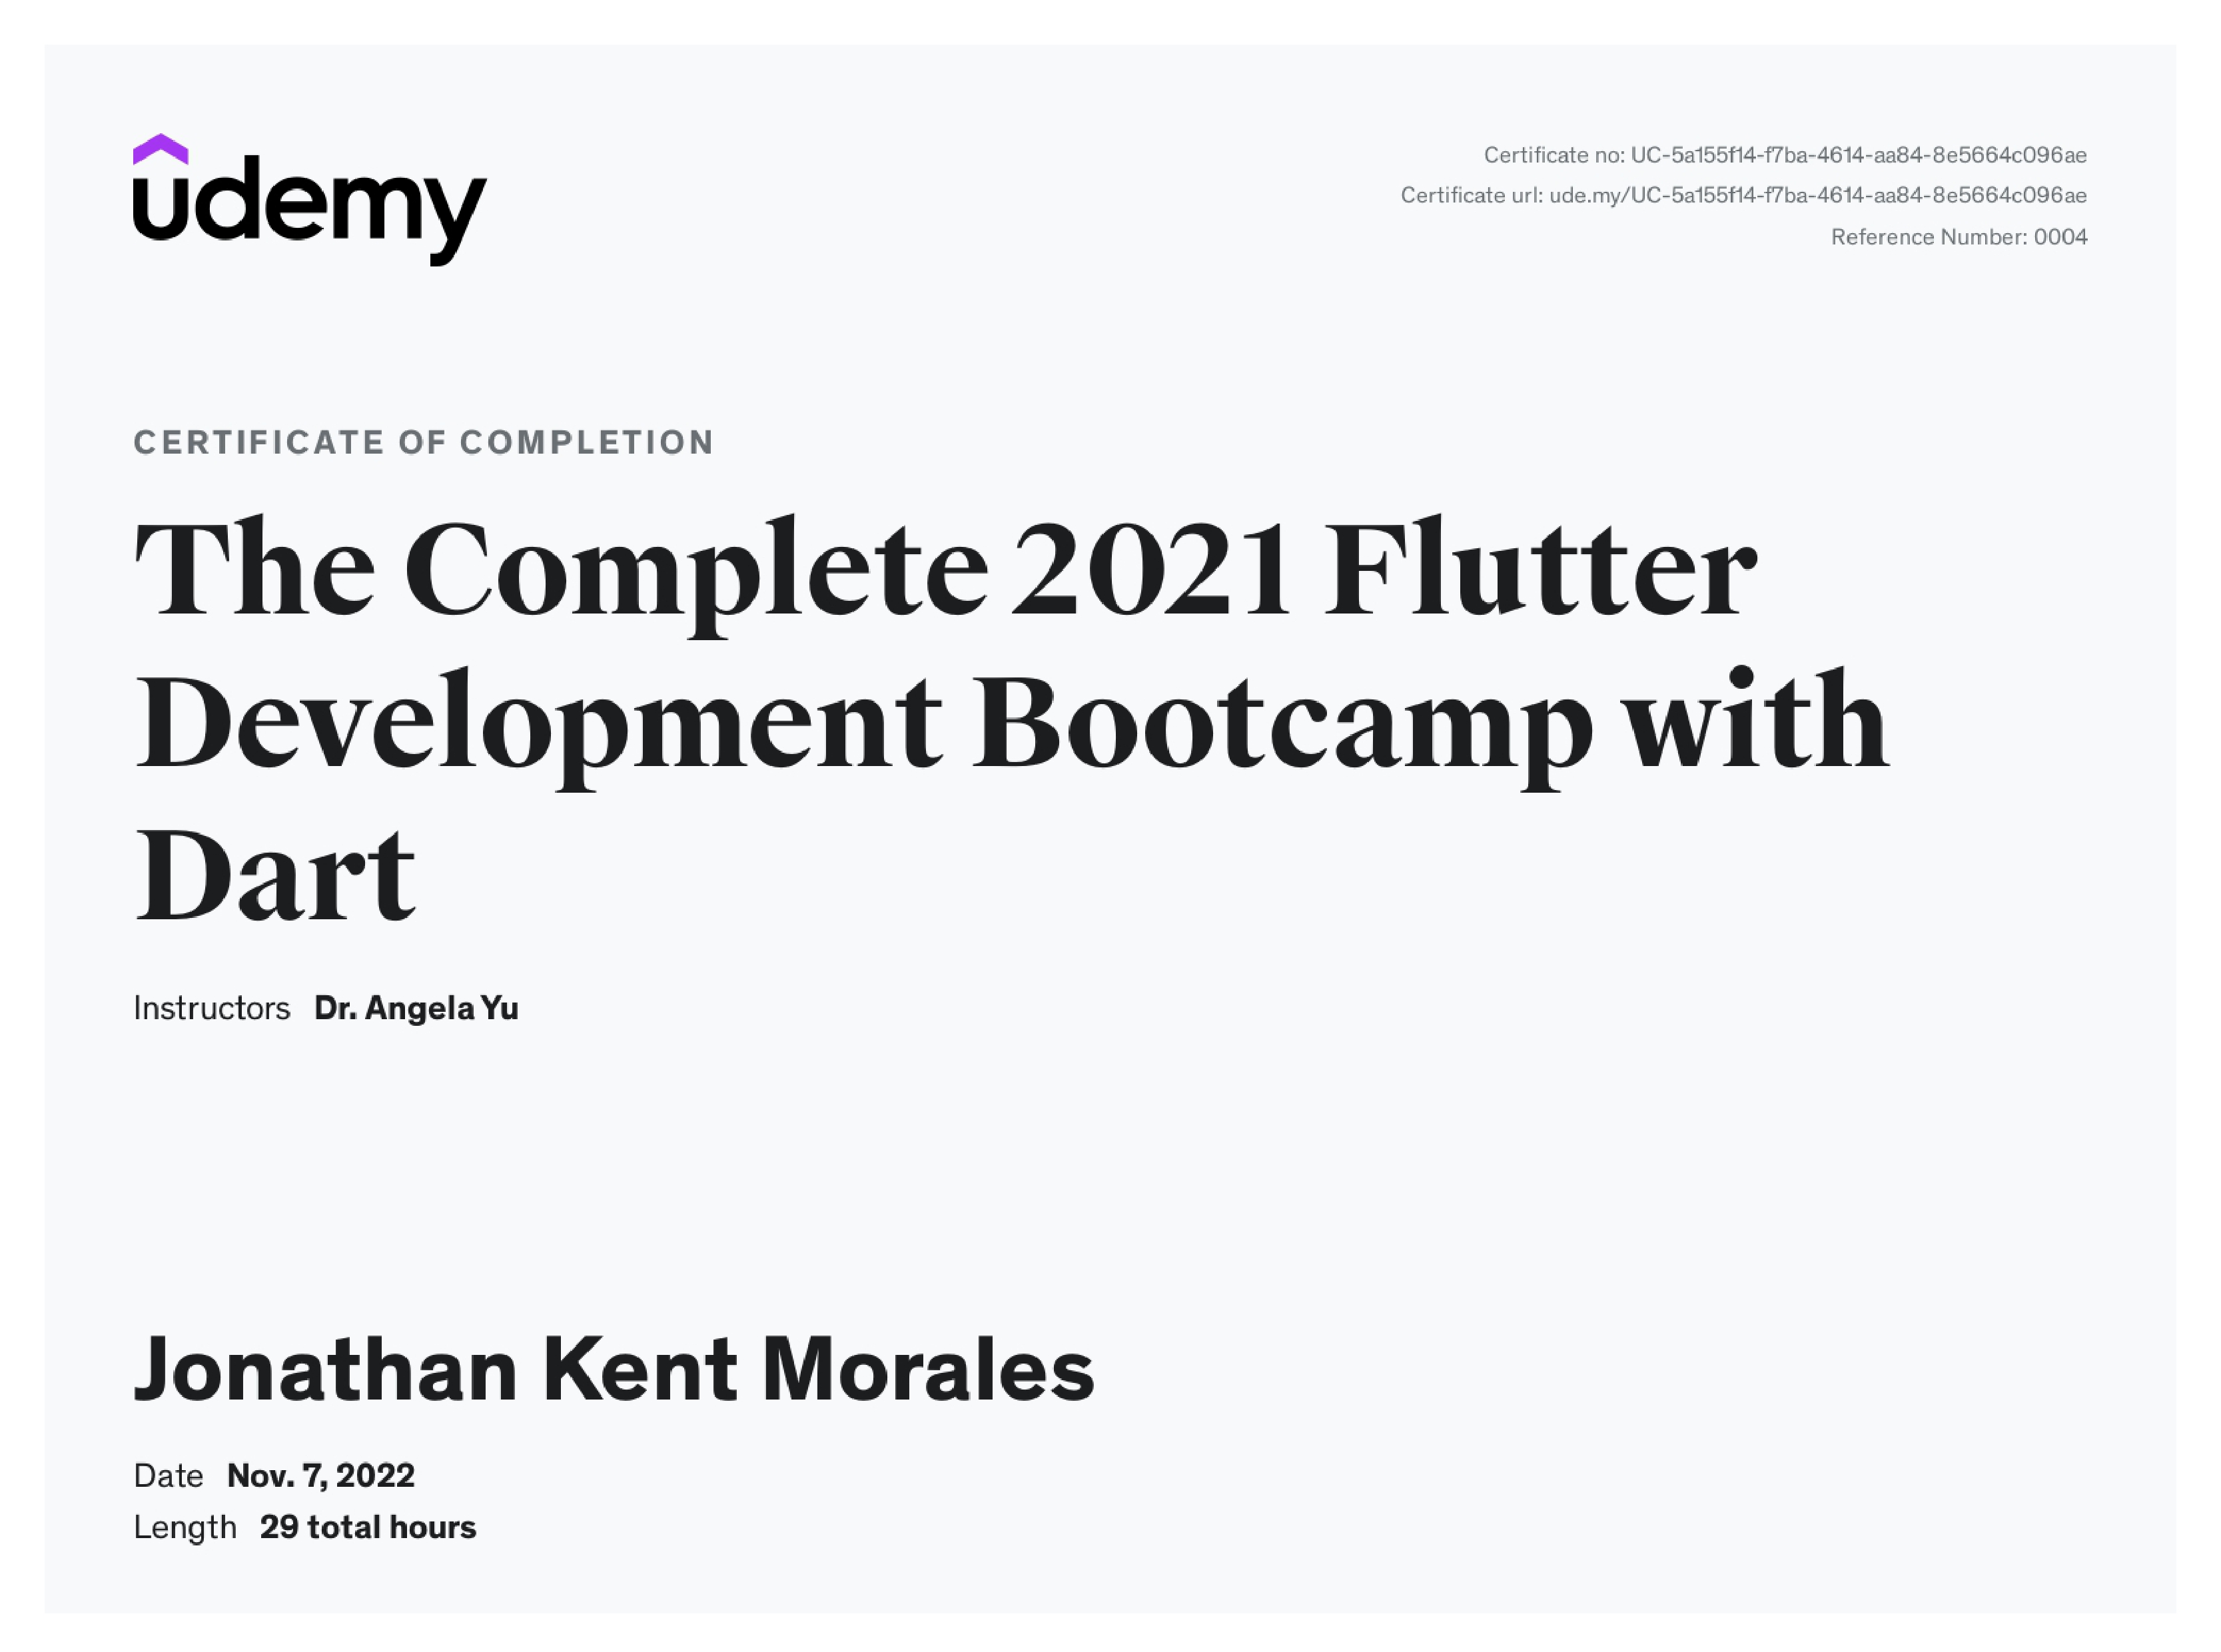 udemy
Certificate no: UC-5a155f14-f7ba-4614-aa84-8e5664c096ae
Certificate url: ude.my/UC-5a155f14-f7ba-4614-aa84-8e5664c096ae
Reference Number: 0004
CERTIFICATE OF COMPLETION
The Complete 2021 Flutter
Development Bootcamp with
Dart
Instructors Dr. Angela Yu
Jonathan Kent Morales
Date Nov. 7, 2022
Length 29 total hours